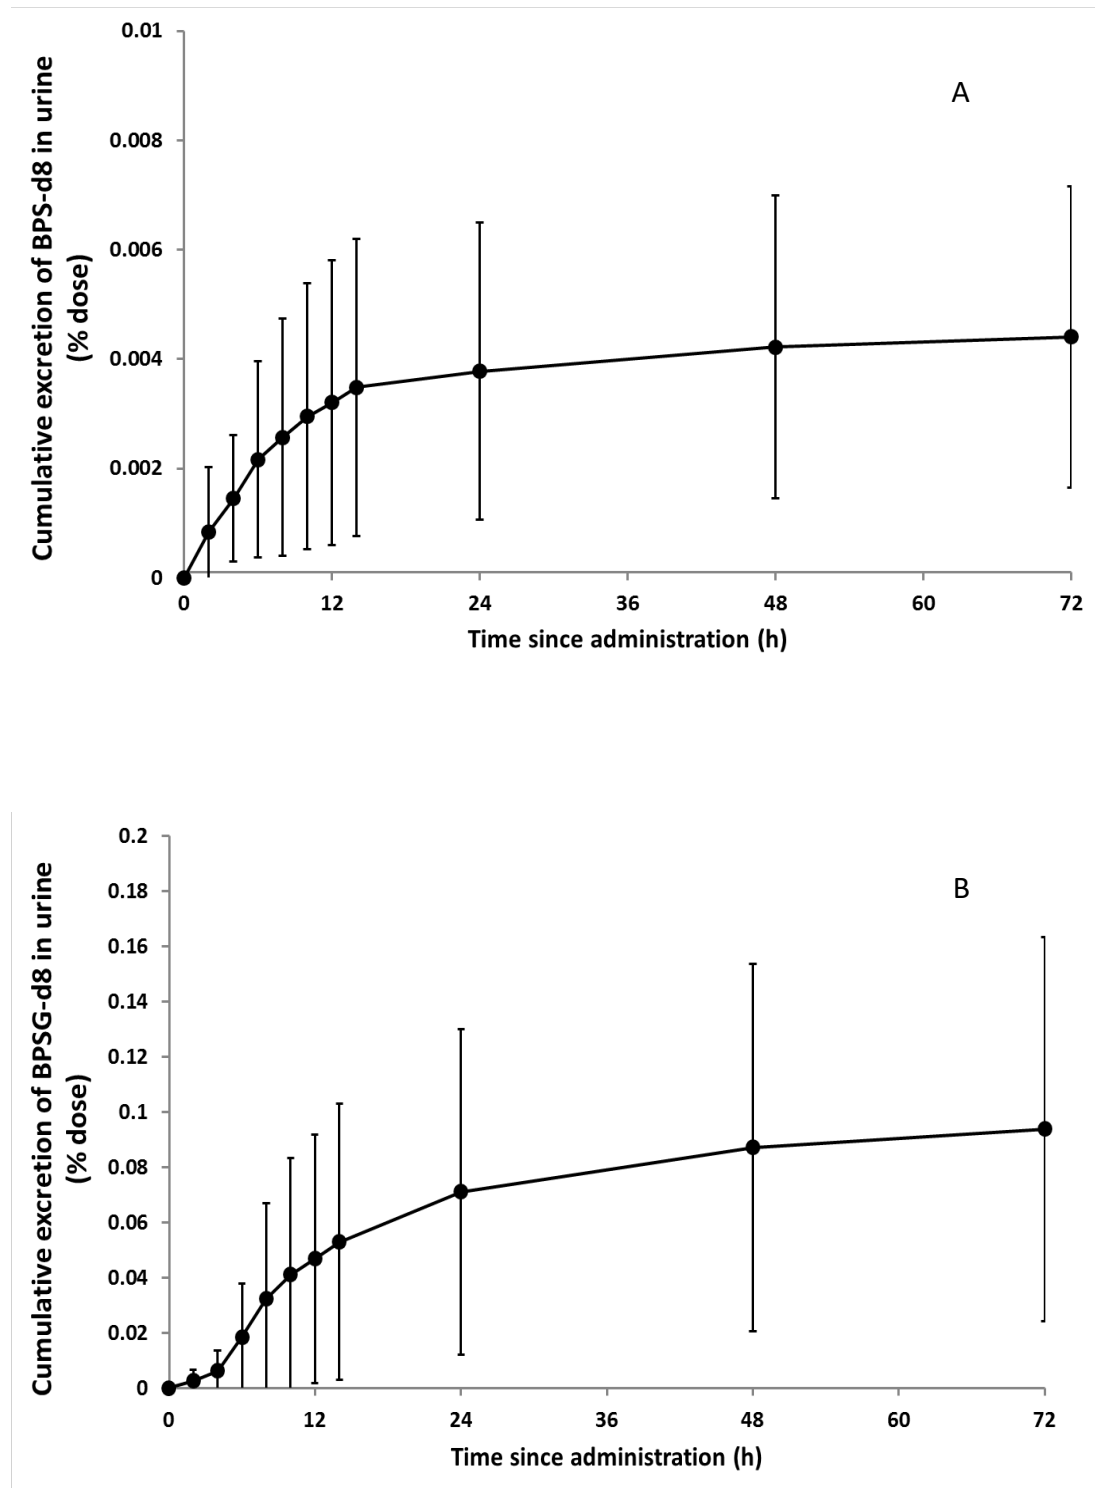 Cumulative excretion of BPS-d8 in urine
(% dose)
0.01
0.008
0.006
0.004
0.002
0
A
0 12 24 36 48 60 72
Time since administration (h)
Cumulative excretion of BPSG-d8 in urine
(% dose)
0.2
0.18
0.16
0.14
0.12
0.1
0.08
0.06
0.04
0.02
0
B
0 12 24 36 48 60 72
Time since administration (h)